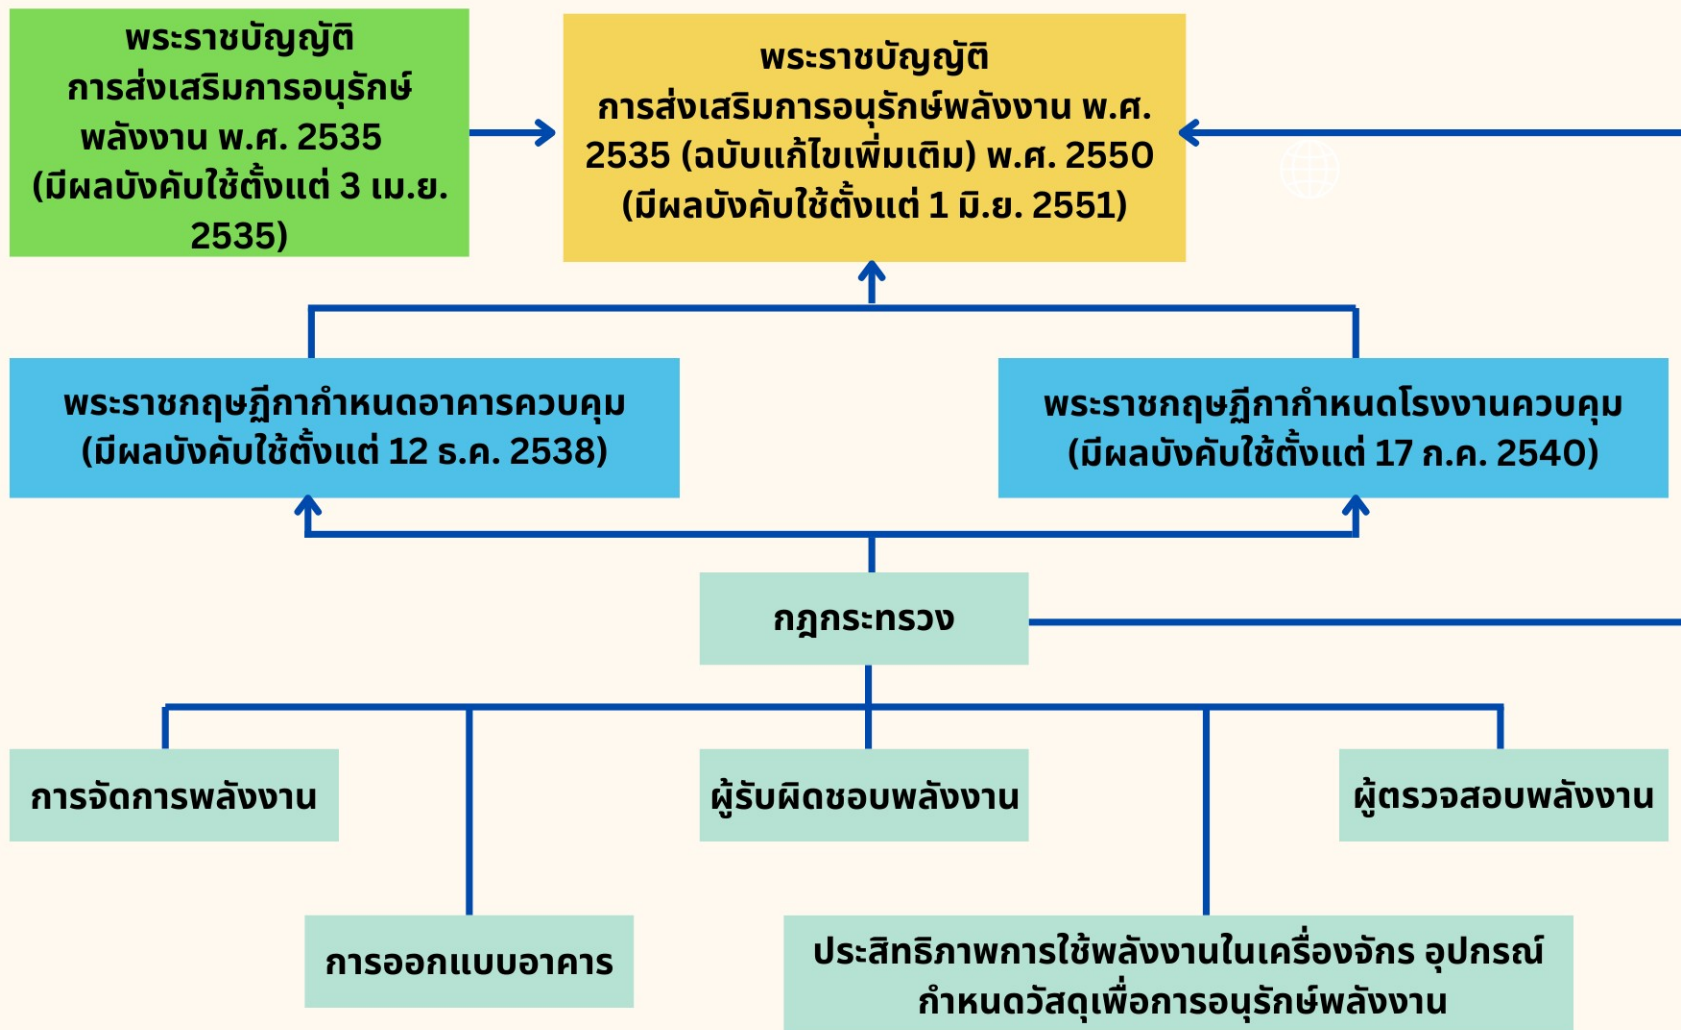 พระราชบัญญัติ
การส่งเสริมการอนุรักษ์
พลังงาน พ.ศ. 2535
(มีผลบังคับใช้ตั้งแต่ 3 เม.ย.
2535)
พระราชบัญญัติ
การส่งเสริมการอนุรักษ์พลังงาน พ.ศ.
2535 (ฉบับแก้ไขเพิ่มเติม) พ.ศ. 2550
(มีผลบังคับใช้ตั้งแต่ 1 มิ.ย. 2551)
พระราชกฤษฏีกากำหนดอาคารควบคุม
(มีผลบังคับใช้ตั้งแต่ 12 ธ.ค. 2538)
พระราชกฤษฏีกากำหนดโรงงานควบคุม
(มีผลบังคับใช้ตั้งแต่ 17 ก.ค. 2540)
กฎกระทรวง
การจัดการพลังงาน
ผู้รับผิดชอบพลังงาน
ผู้ตรวจสอบพลังงาน
การออกแบบอาคาร
ประสิทธิภาพการใช้พลังงานในเครื่องจักร อุปกรณ์
กำหนดวัสดุเพื่อการอนุรักษ์พลังงาน